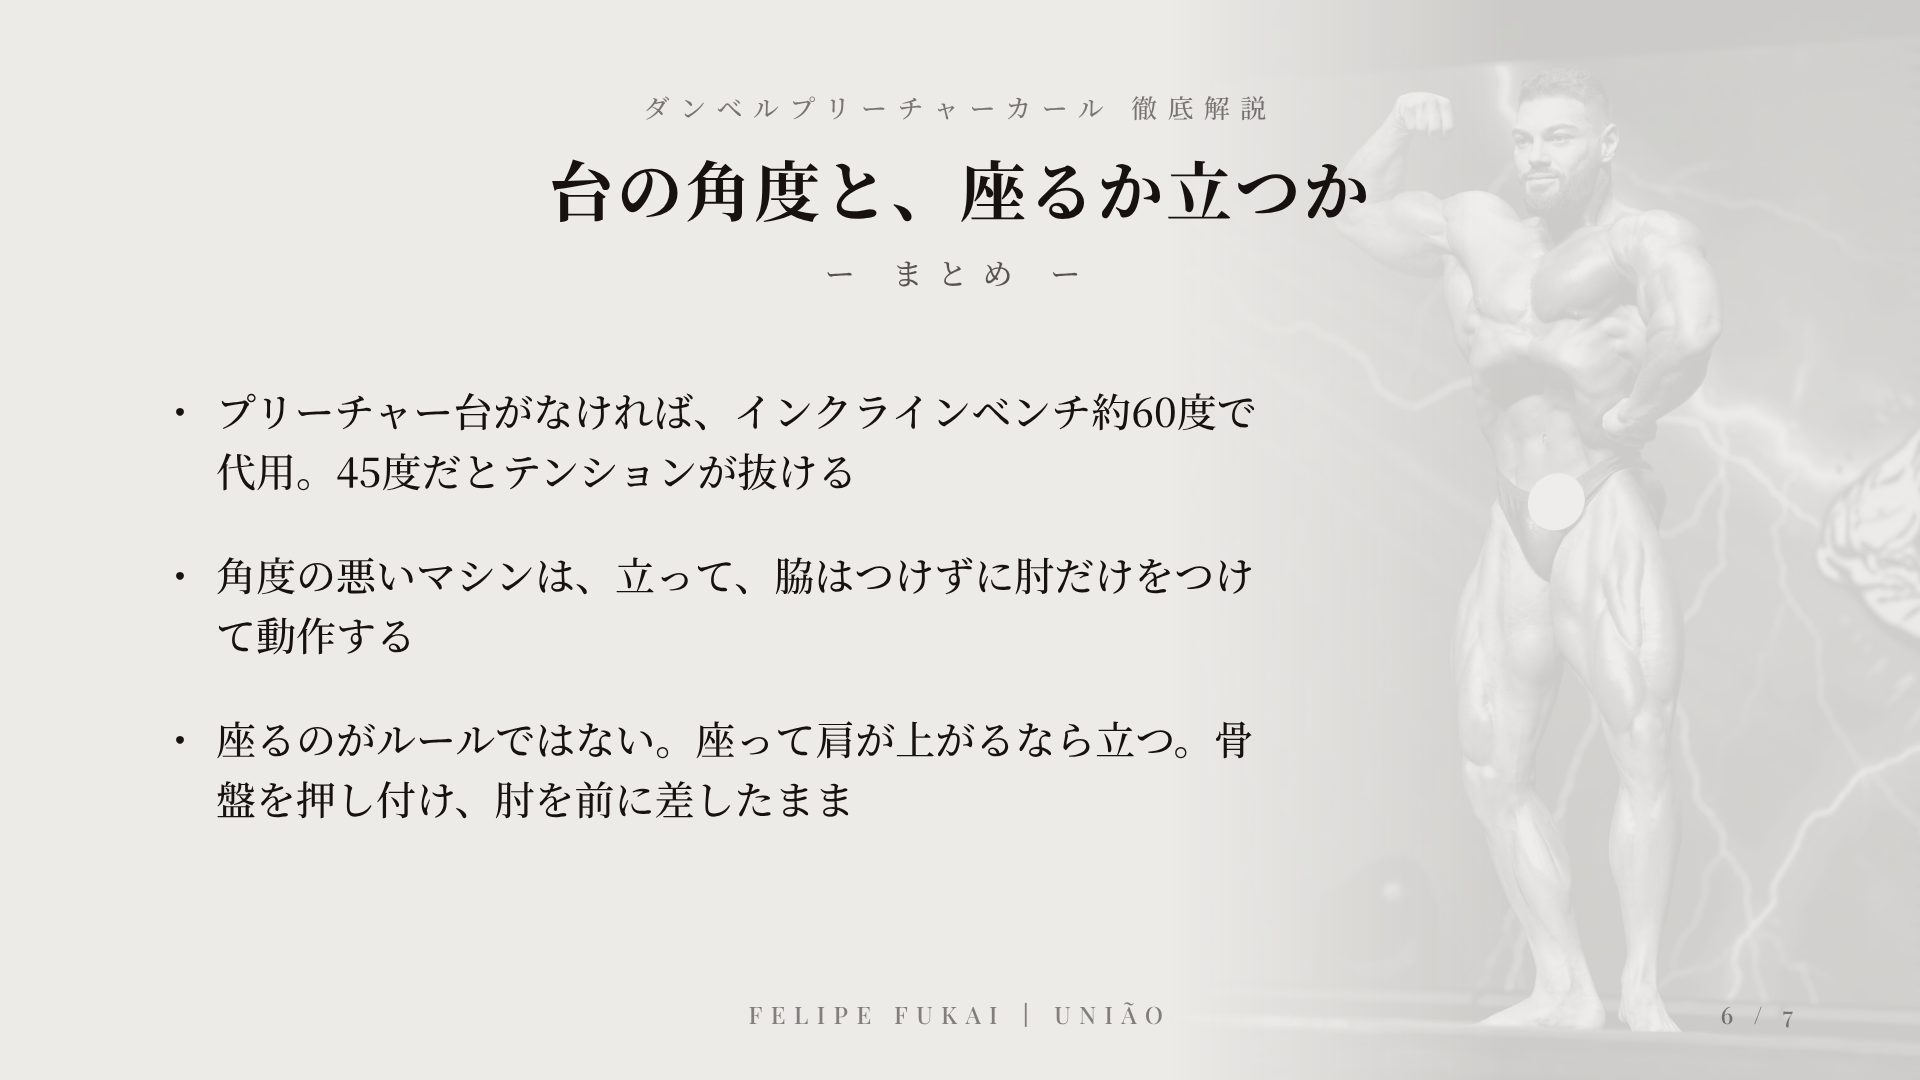 ダンベルプリーチャーカール 徹底解説
台の角度と、座るか立つか
ー まとめ ー
・ プリーチャー台がなければ、インクラインベンチ約60度で
代用。45度だとテンションが抜ける
・ 角度の悪いマシンは、立って、脇はつけずに肘だけをつけ
て動作する
・ 座るのがルールではない。座って肩が上がるなら立つ。骨
盤を押し付け、肘を前に差したまま
FELIPE FUKAI | UNIÃO
6 / 7